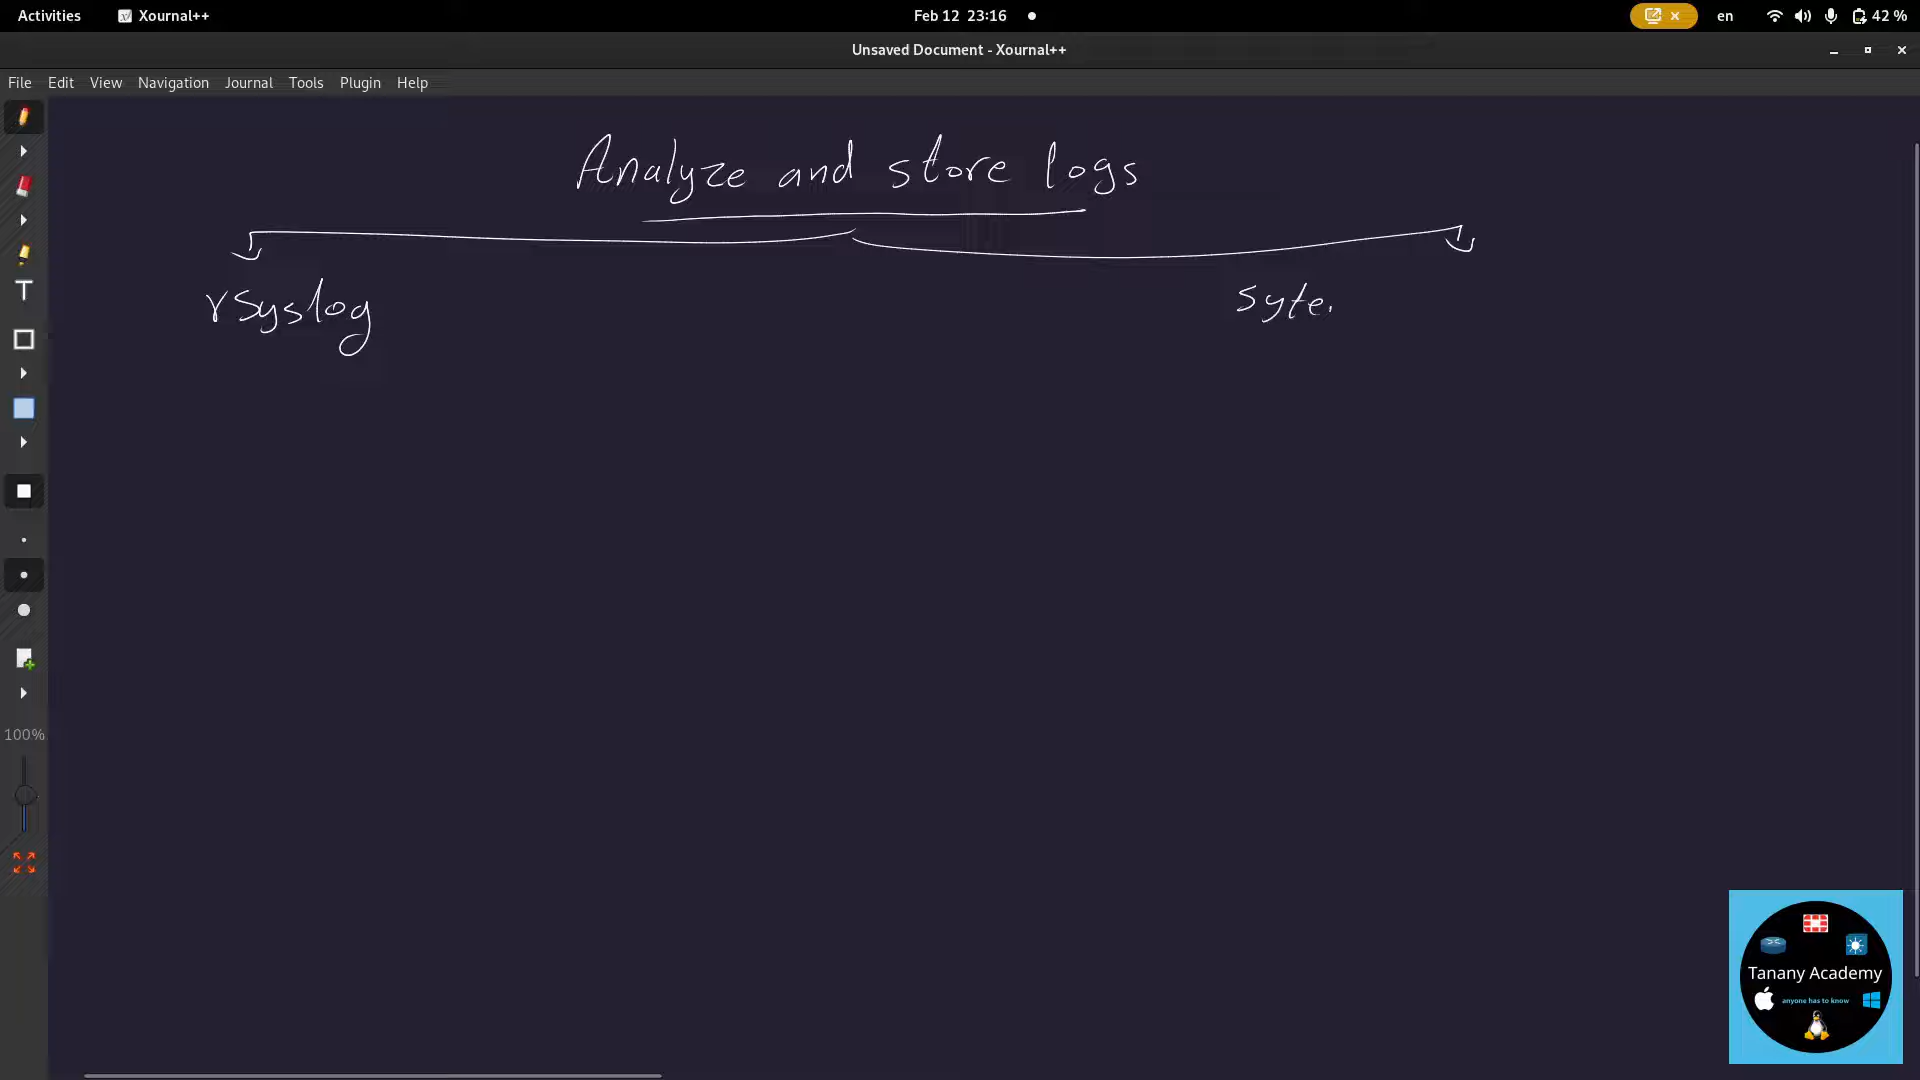 Activities Xournal++ Feb 12 23:16 en 42 %
Unsaved Document - Xournal++
File Edit View Navigation Journal Tools Plugin Help
Analyze and store logs
rsyslog syte.
T
100%
Tanany Academy
anyone has to know